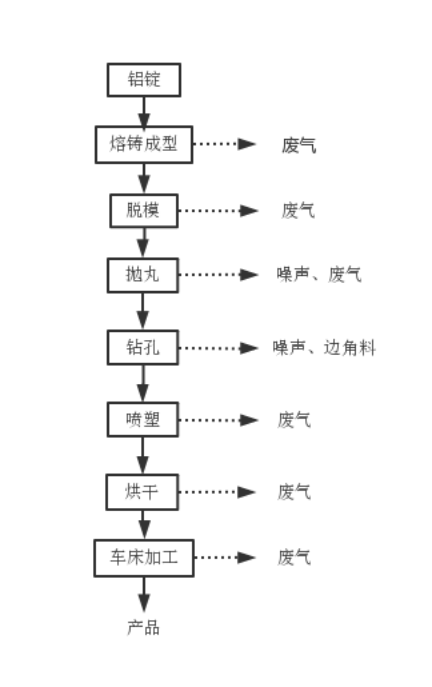 铝锭
熔铸成型 废气
脱模 废气
抛丸 噪声、废气
钻孔 噪声、边角料
喷塑 废气
烘干 废气
车床加工 废气
产品